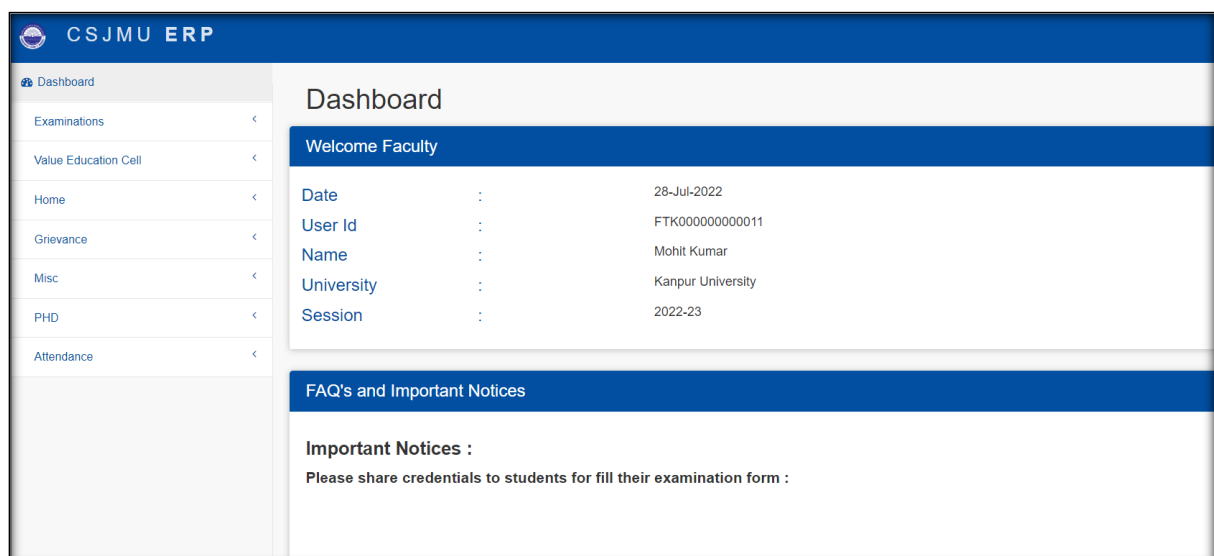 CSJMU ERP
Dashboard
Examinations
Value Education Cell
Home
Grievance
Misc
PHD
Attendance
Dashboard
Welcome Faculty
Date : 28-Jul-2022
User Id : FTK000000000011
Name : Mohit Kumar
University : Kanpur University
Session : 2022-23
FAQ's and Important Notices
Important Notices :
Please share credentials to students for fill their examination form :